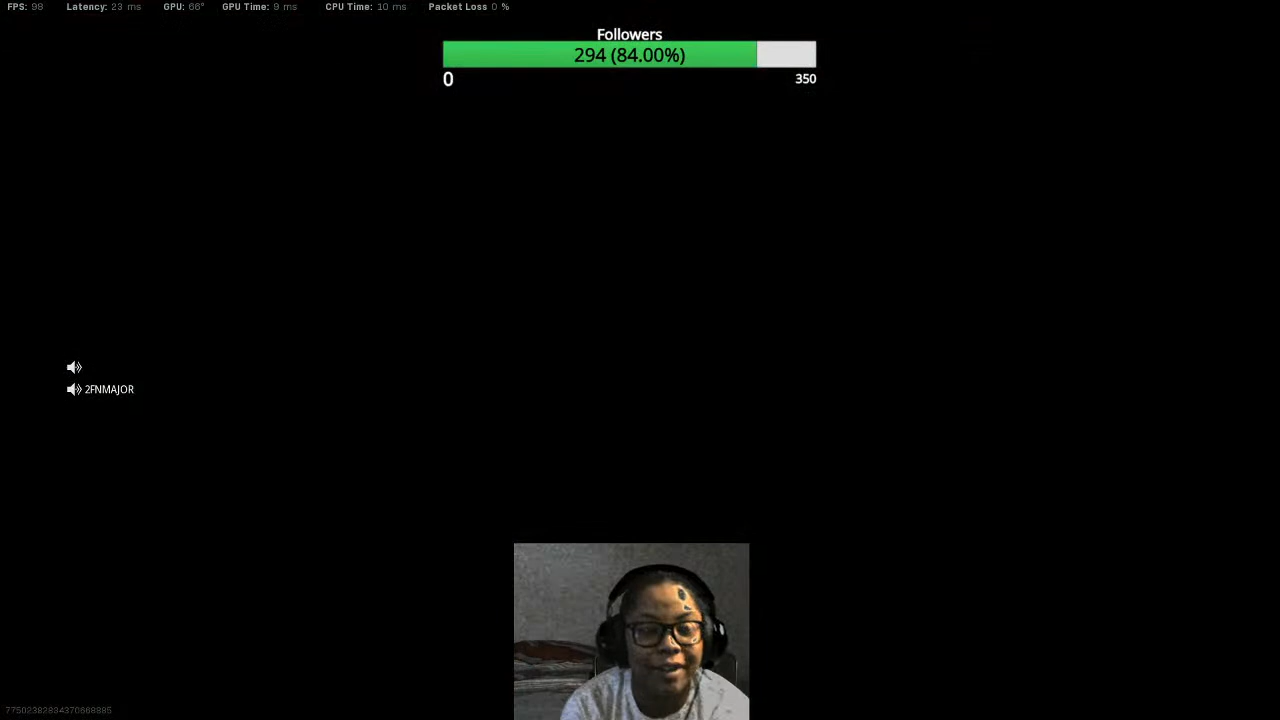 FPS: 98 Latency: 23 ms GPU: 66° GPU Time: 9 ms CPU Time: 10 ms Packet Loss 0 %
Followers
294 (84.00%)
0 350
2FNMAJOR